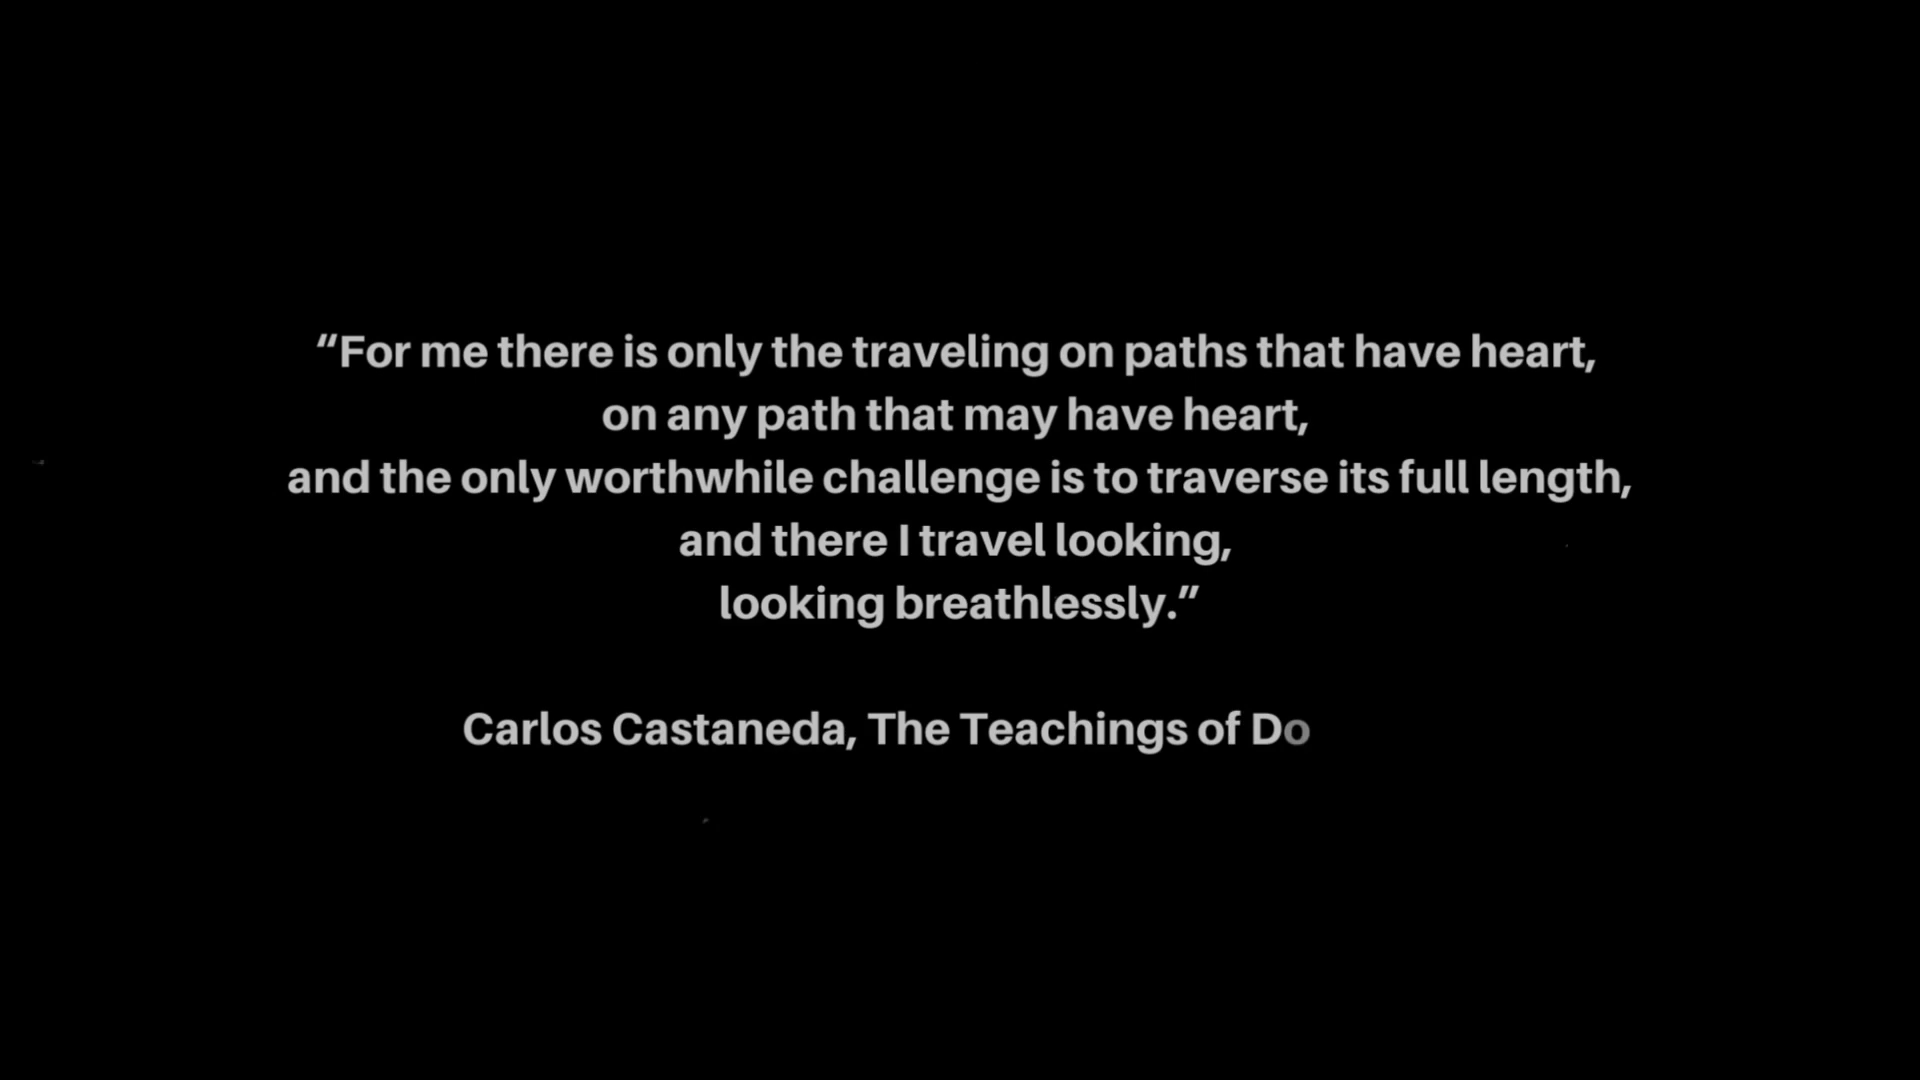 “For me there is only the traveling on paths that have heart,
on any path that may have heart,
and the only worthwhile challenge is to traverse its full length,
and there I travel looking,
looking breathlessly.”
Carlos Castaneda, The Teachings of Do